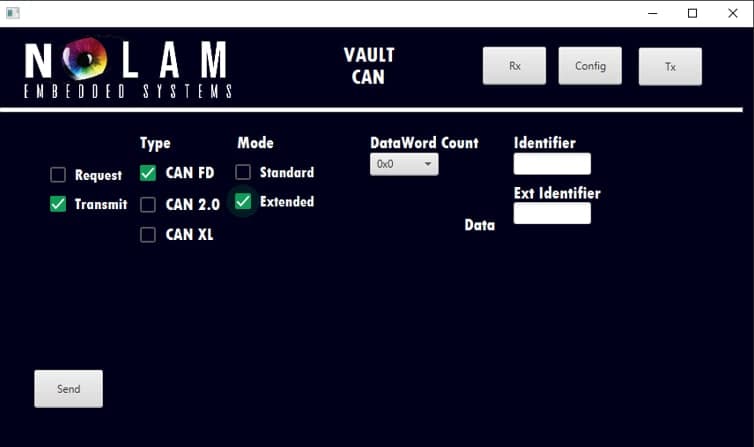 NOLAM
EMBEDDED SYSTEMS
VAULT
CAN
Rx
Config
Tx
Type
Mode
DataWord Count
Identifier
Request
CAN FD
Standard
0x0
Transmit
CAN 2.0
Extended
Ext Identifier
CAN XL
Data
Send